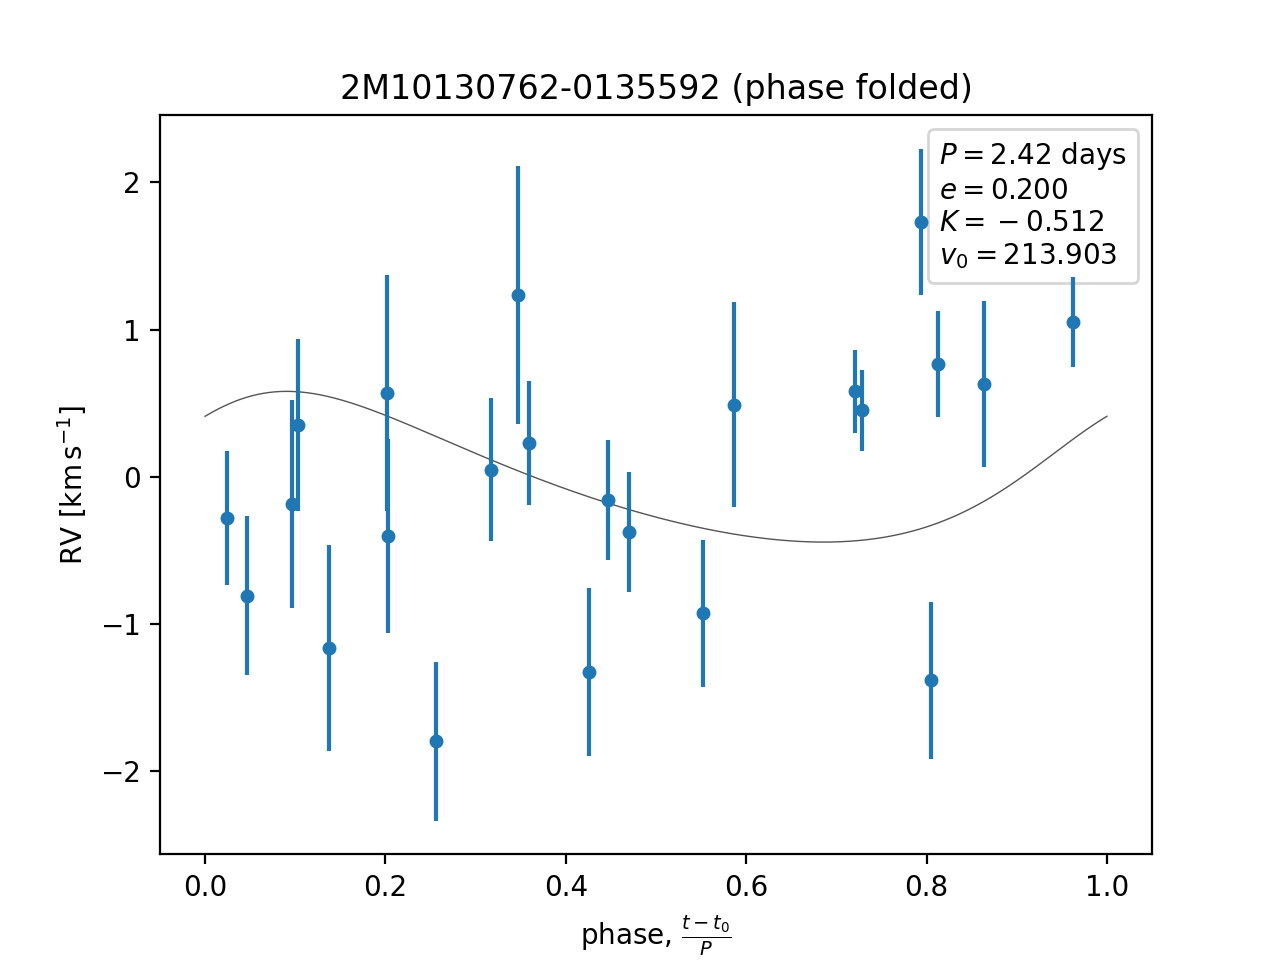 2M10130762-0135592 (phase folded)
P = 2.42 days
e = 0.200
K = −0.512
v₀ = 213.903
RV [km s⁻¹]
2
1
0
−1
−2
0.0 0.2 0.4 0.6 0.8 1.0
phase, (t − t₀)/P